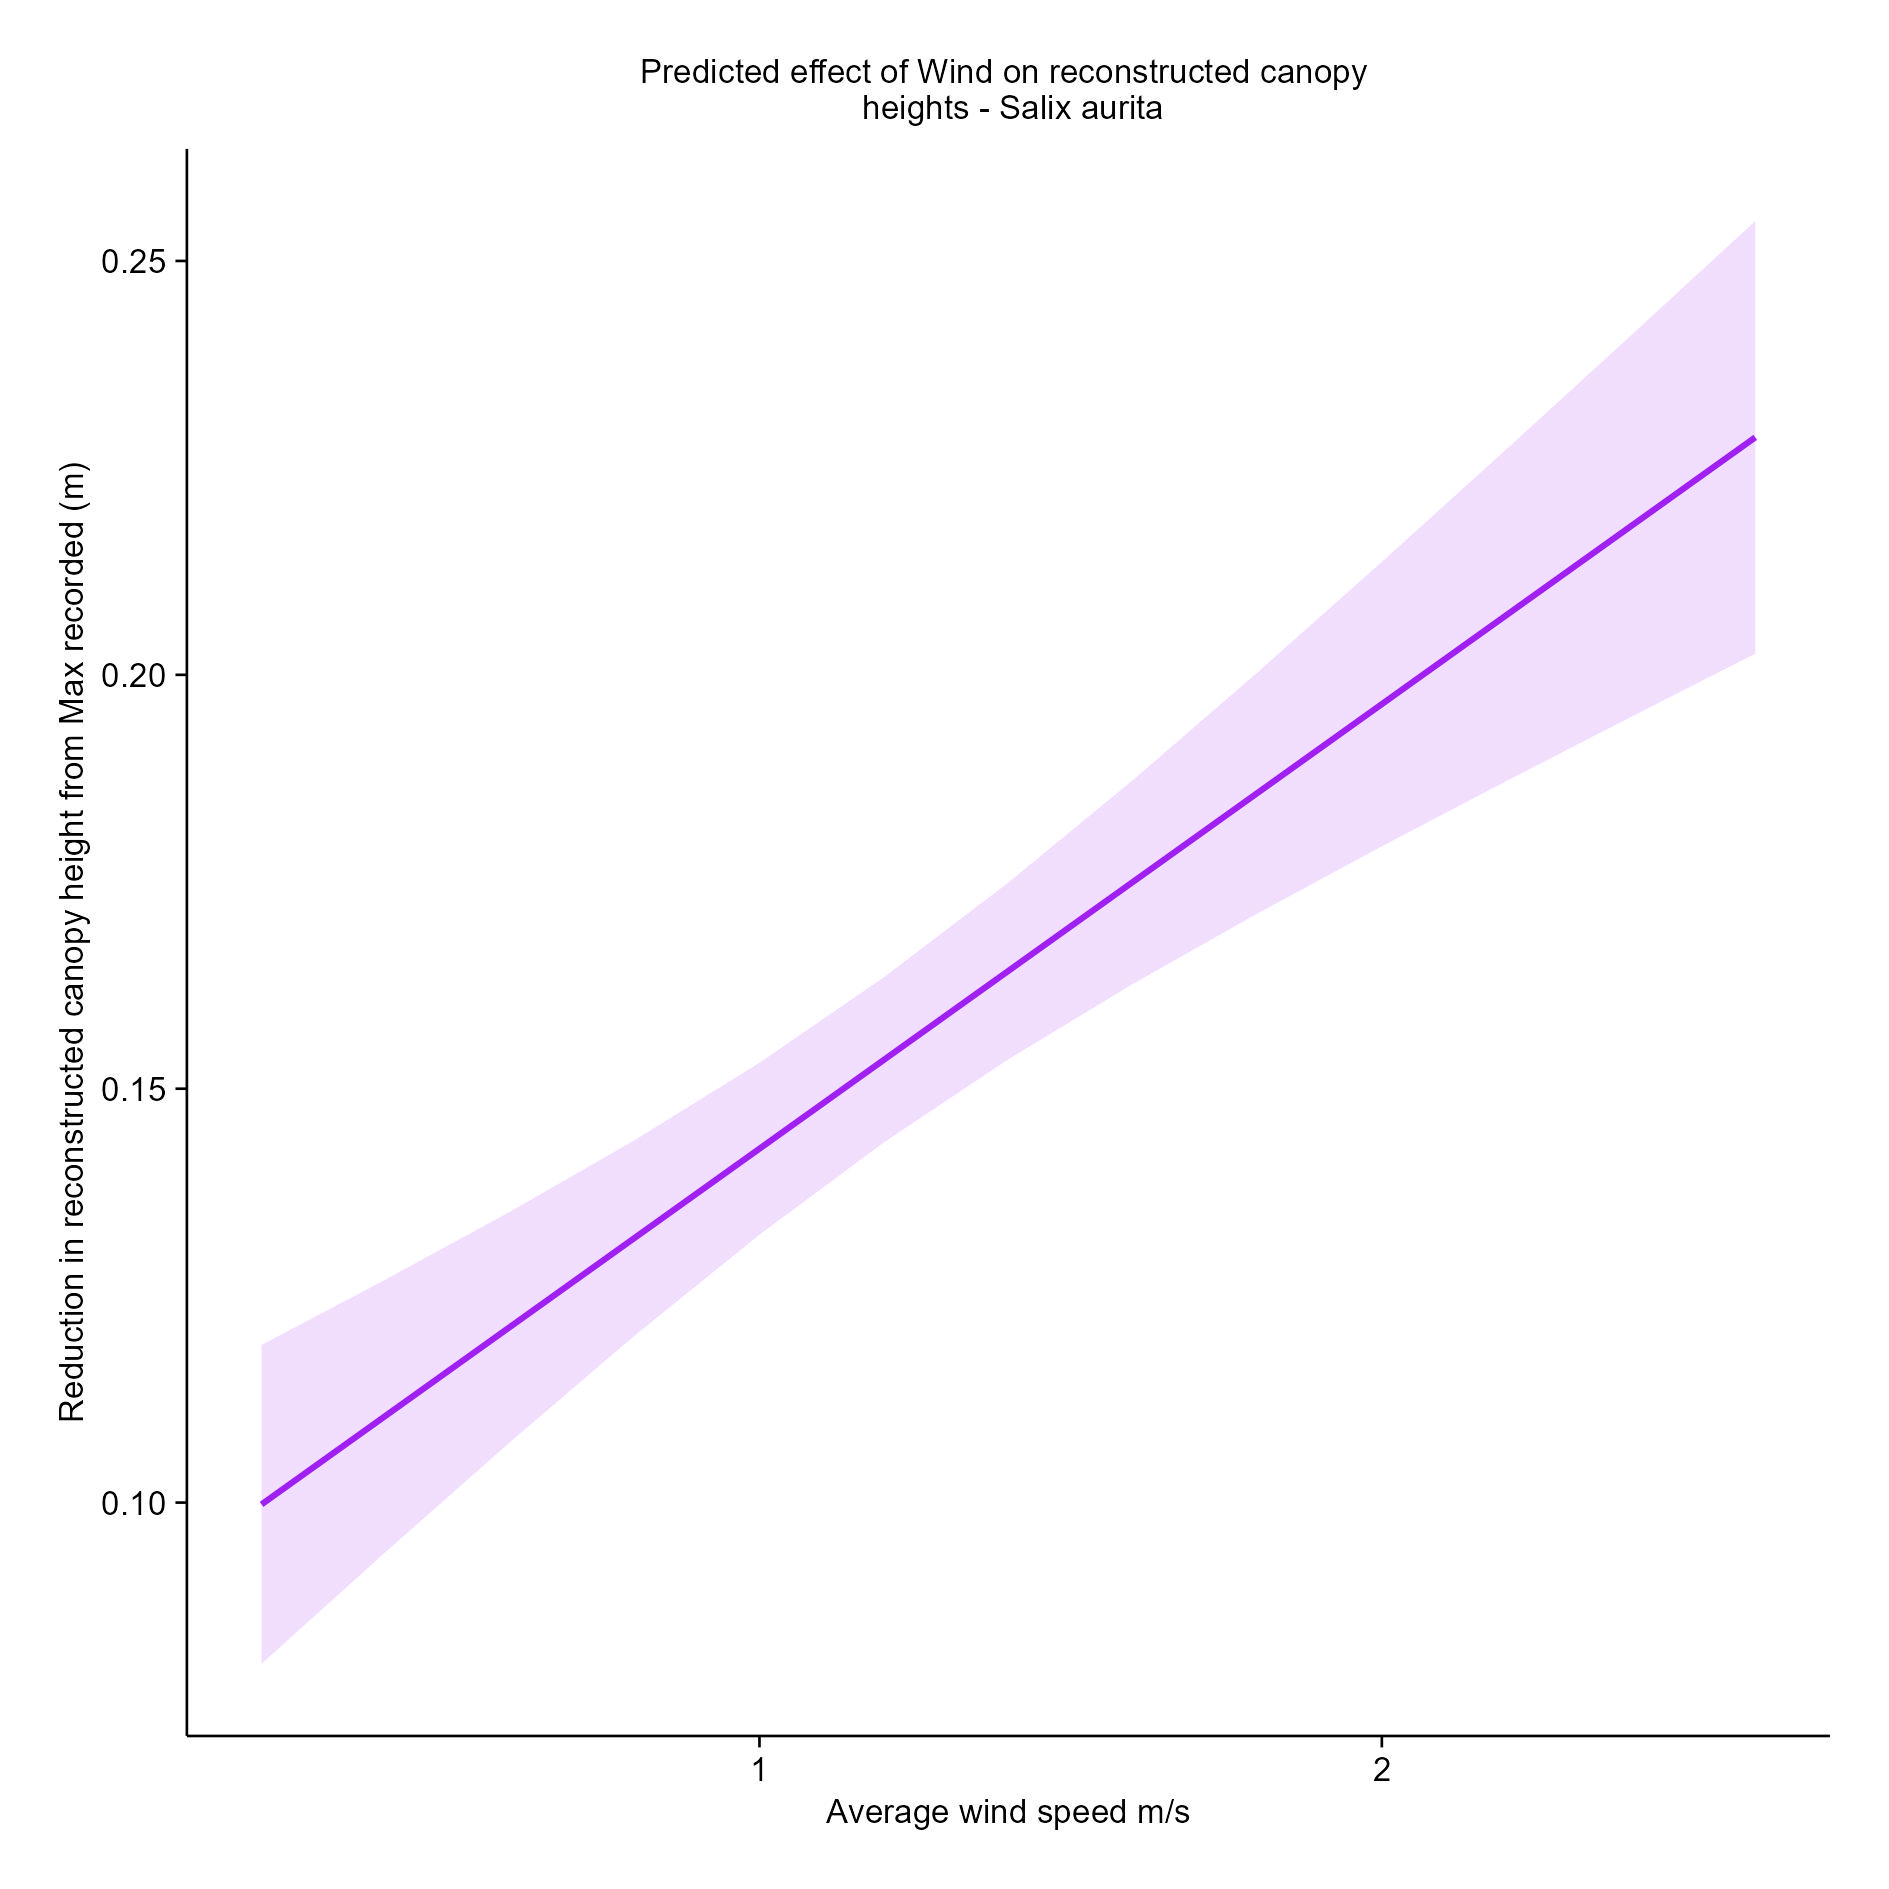 Predicted effect of Wind on reconstructed canopy
heights - Salix aurita
Reduction in reconstructed canopy height from Max recorded (m)
0.25
0.20
0.15
0.10
1
2
Average wind speed m/s